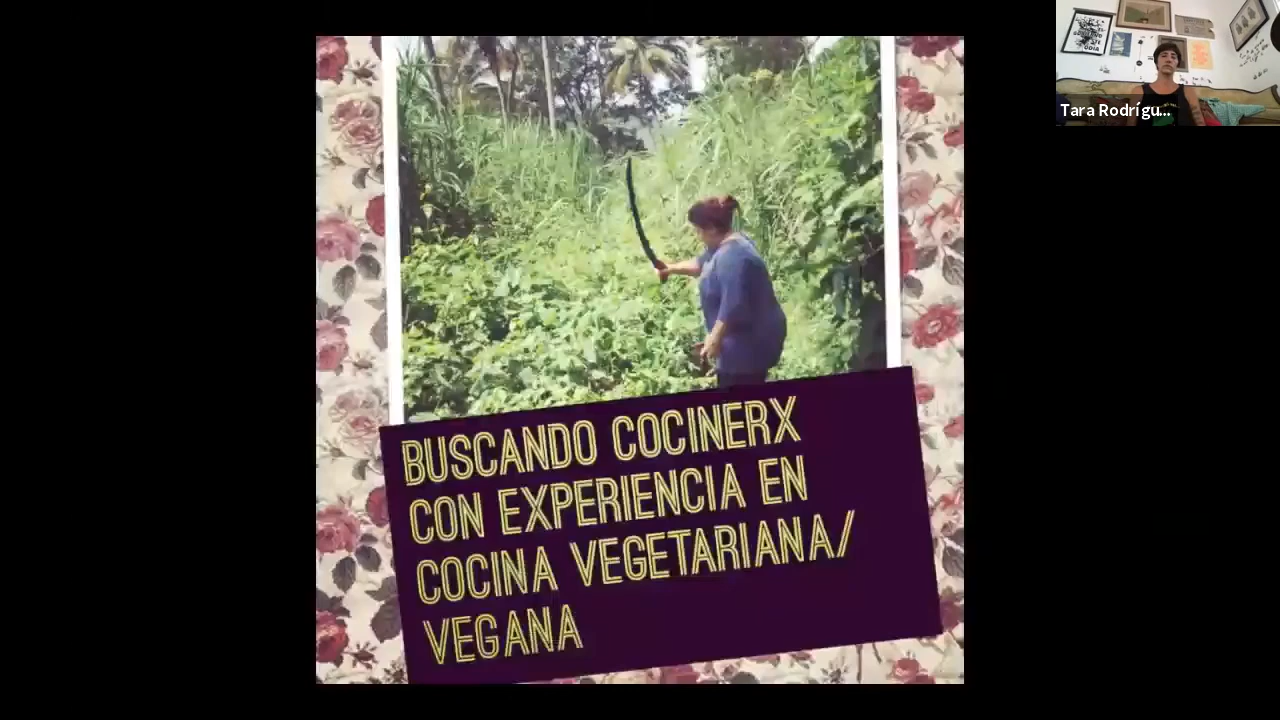 Tara Rodrígu...
BUSCANDO COCINERX
CON EXPERIENCIA EN
COCINA VEGETARIANA/
VEGANA